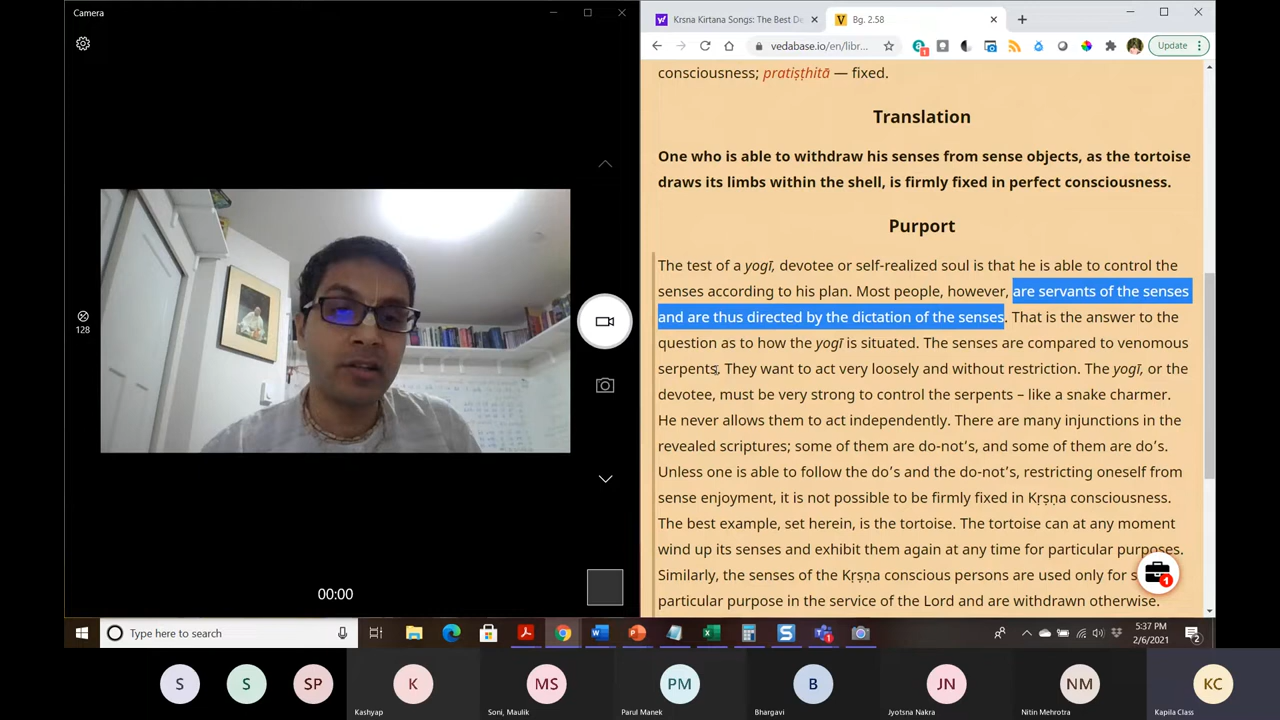 Camera
Krsna Kirtana Songs: The Best De
Bg. 2.58
vedabase.io/en/libr...
1
Update
consciousness; pratiṣṭhitā — fixed.
Translation
One who is able to withdraw his senses from sense objects, as the tortoise
draws its limbs within the shell, is firmly fixed in perfect consciousness.
Purport
The test of a yogī, devotee or self-realized soul is that he is able to control the
senses according to his plan. Most people, however, are servants of the senses
and are thus directed by the dictation of the senses. That is the answer to the
question as to how the yogī is situated. The senses are compared to venomous
serpents. They want to act very loosely and without restriction. The yogī, or the
devotee, must be very strong to control the serpents – like a snake charmer.
He never allows them to act independently. There are many injunctions in the
revealed scriptures; some of them are do-not's, and some of them are do's.
Unless one is able to follow the do's and the do-not's, restricting oneself from
sense enjoyment, it is not possible to be firmly fixed in Kṛṣṇa consciousness.
The best example, set herein, is the tortoise. The tortoise can at any moment
wind up its senses and exhibit them again at any time for particular purposes.
Similarly, the senses of the Kṛṣṇa conscious persons are used only for s
particular purpose in the service of the Lord and are withdrawn otherwise.
1
128
00:00
Type here to search
1
5:37 PM
2/6/2021
2
S
S
SP
K
MS
PM
B
JN
NM
KC
Kashyap
Soni, Maulik
Parul Manek
Bhargavi
Jyotsna Nakra
Nitin Mehrotra
Kapila Class